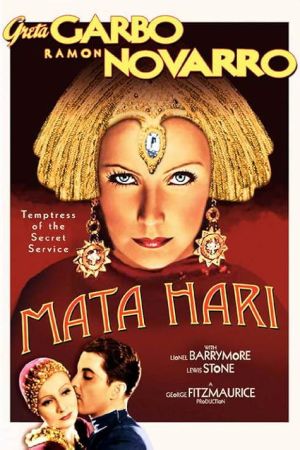 Greta GARBO
RAMON NOVARRO
Temptress
of the
Secret
Service
MATA HARI
WITH
LIONEL BARRYMORE
LEWIS STONE
A
GEORGE FITZMAURICE
PRODUCTION